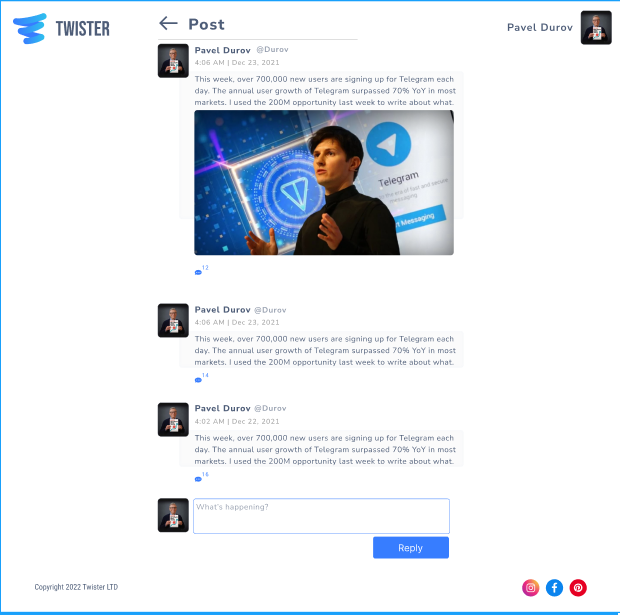 TWISTER
Post
Pavel Durov
Pavel Durov @Durov
4:06 AM | Dec 23, 2021
This week, over 700,000 new users are signing up for Telegram each
day. The annual user growth of Telegram surpassed 70% YoY in most
markets. I used the 200M opportunity last week to write about what.
Telegram
era of fast and secure
messaging
Messaging
12
Pavel Durov @Durov
4:06 AM | Dec 23, 2021
This week, over 700,000 new users are signing up for Telegram each
day. The annual user growth of Telegram surpassed 70% YoY in most
markets. I used the 200M opportunity last week to write about what.
14
Pavel Durov @Durov
4:02 AM | Dec 22, 2021
This week, over 700,000 new users are signing up for Telegram each
day. The annual user growth of Telegram surpassed 70% YoY in most
markets. I used the 200M opportunity last week to write about what.
16
What's happening?
Reply
Copyright 2022 Twister LTD